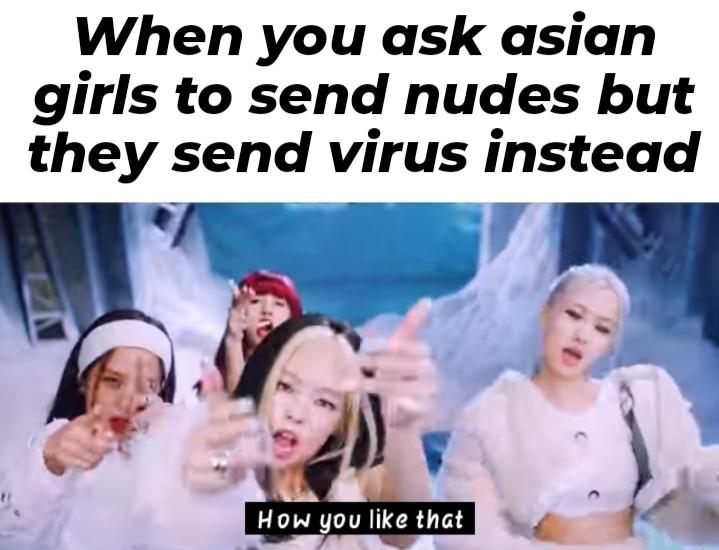 When you ask asian
girls to send nudes but
they send virus instead
How you like that